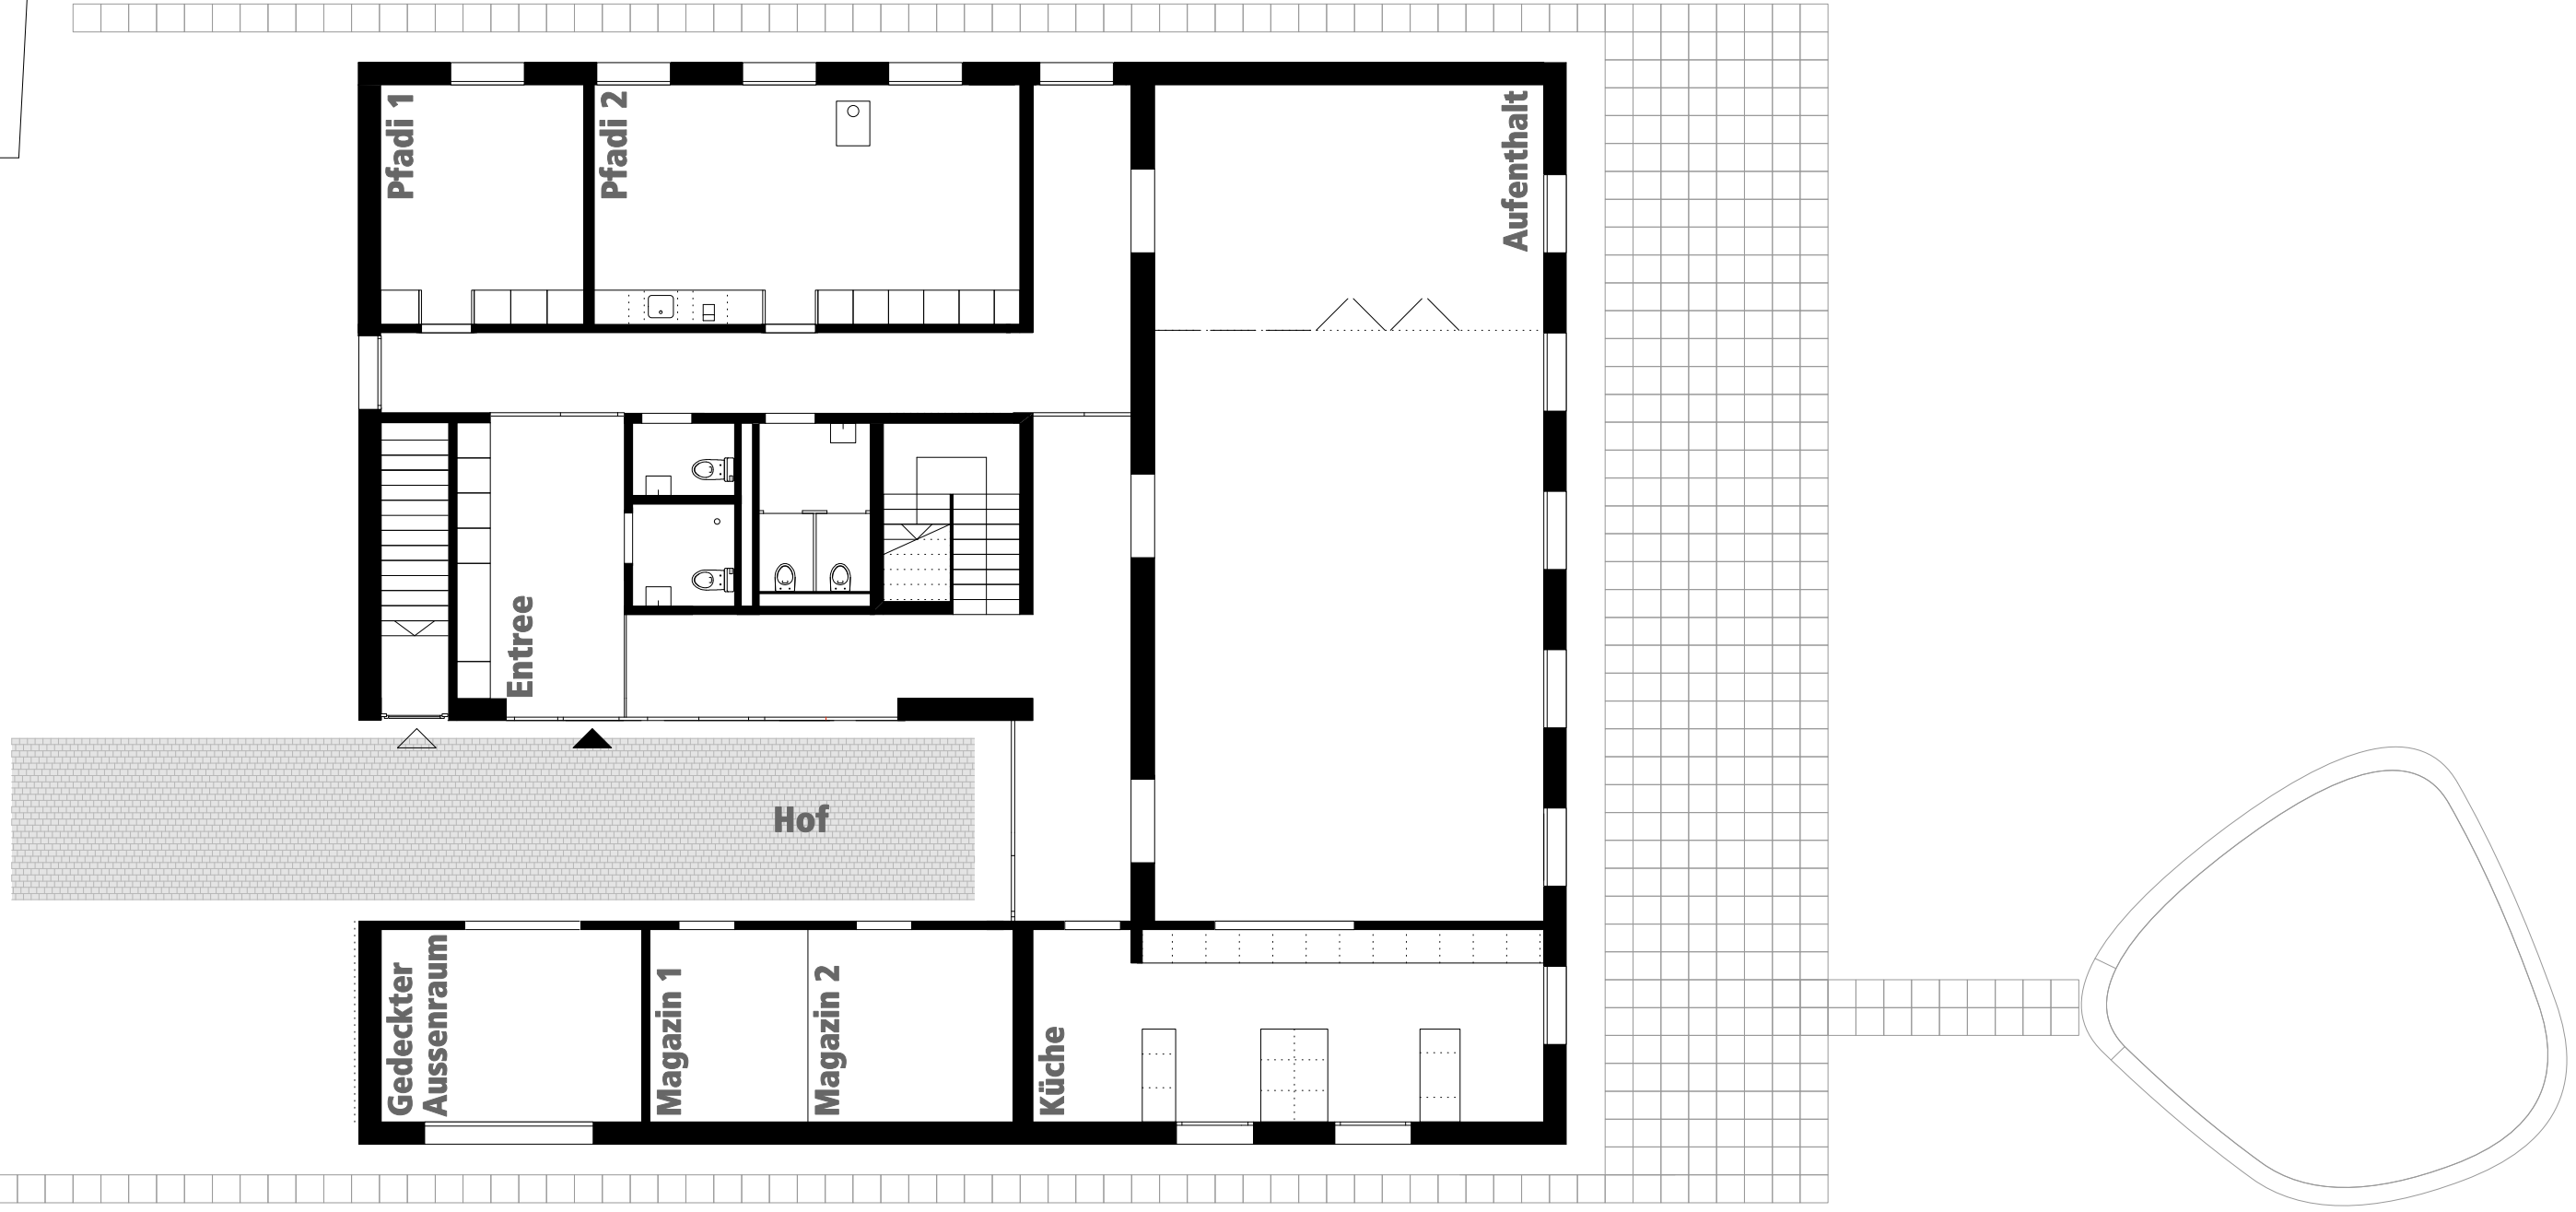 Pfadi 1
Pfadi 2
Aufenthalt
Entree
Hof
Gedeckter
Aussenraum
Magazin 1
Magazin 2
Küche